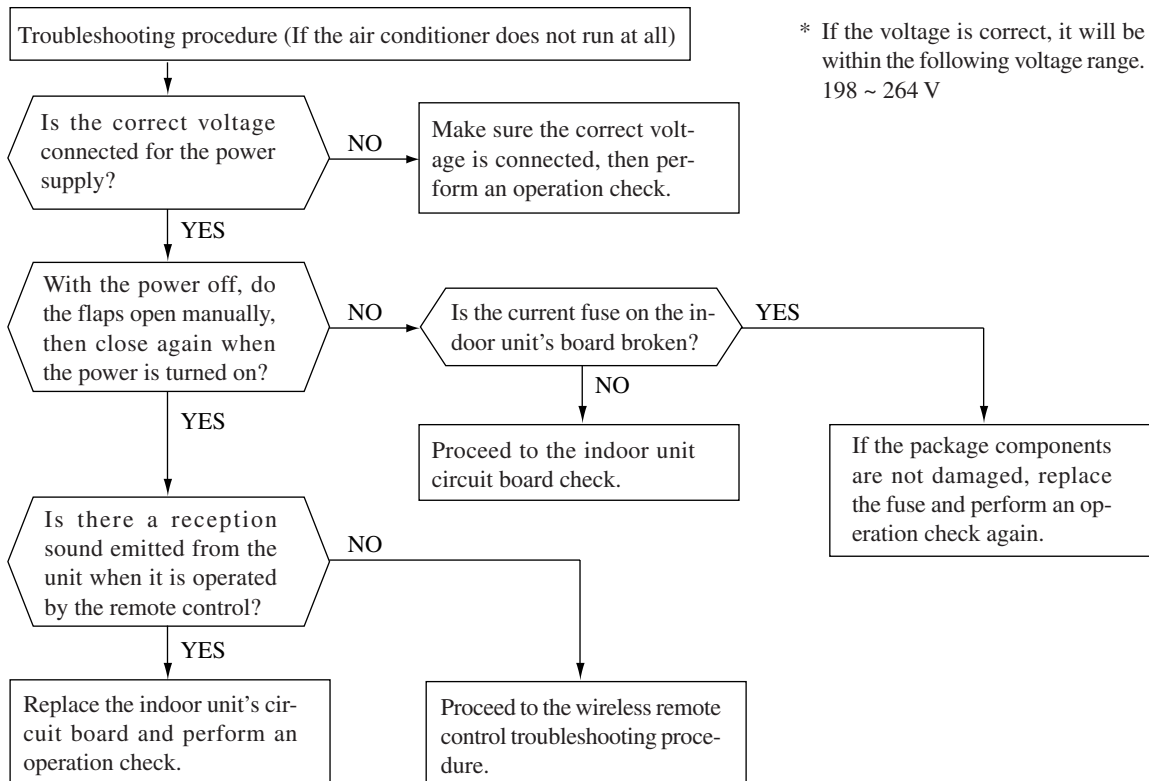 Troubleshooting procedure (If the air conditioner does not run at all)
* If the voltage is correct, it will be
within the following voltage range.
198 ~ 264 V
Is the correct voltage
connected for the power
supply?
NO
Make sure the correct volt-
age is connected, then per-
form an operation check.
YES
With the power off, do
the flaps open manually,
then close again when
the power is turned on?
NO
Is the current fuse on the in-
door unit's board broken?
YES
NO
YES
Proceed to the indoor unit
circuit board check.
If the package components
are not damaged, replace
the fuse and perform an op-
eration check again.
Is there a reception
sound emitted from the
unit when it is operated
by the remote control?
NO
YES
Replace the indoor unit's cir-
cuit board and perform an
operation check.
Proceed to the wireless remote
control troubleshooting proce-
dure.